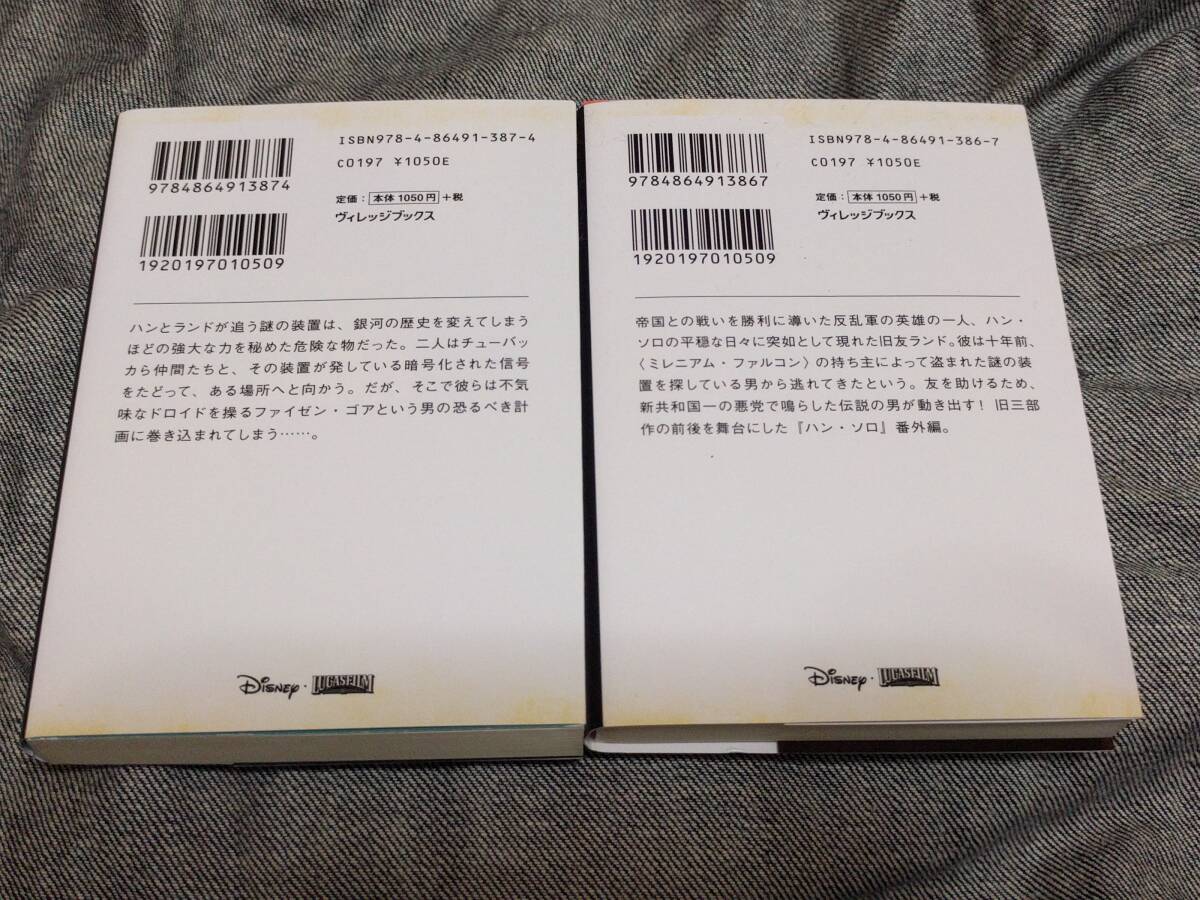 ISBN978-4-86491-387-4
C0197 ¥1050E
9784864913874
定価：本体1050円+税
ヴィレッジブックス
1920197010509
ハンとランドが追う謎の装置は、銀河の歴史を変えてしまう
ほどの強大な力を秘めた危険な物だった。二人はチューバッ
カら仲間たちと、その装置が発している暗号化された信号
をたどって、ある場所へと向かう。だが、そこで彼らは不気
味なドロイドを操るファイゼン・ゴアという男の恐るべき計
画に巻き込まれてしまう……。
Disney・LUCASFILM
ISBN978-4-86491-386-7
C0197 ¥1050E
9784864913867
定価：本体1050円+税
ヴィレッジブックス
1920197010509
帝国との戦いを勝利に導いた反乱軍の英雄の一人、ハン・
ソロの平穏な日々に突如として現れた旧友ランド。彼は十年前、
〈ミレニアム・ファルコン〉の持ち主によって盗まれた謎の装
置を探している男から逃れてきたという。友を助けるため、
新共和国一の悪党で鳴らした伝説の男が動き出す！ 旧三部
作の前後を舞台にした『ハン・ソロ』番外編。
Disney・LUCASFILM